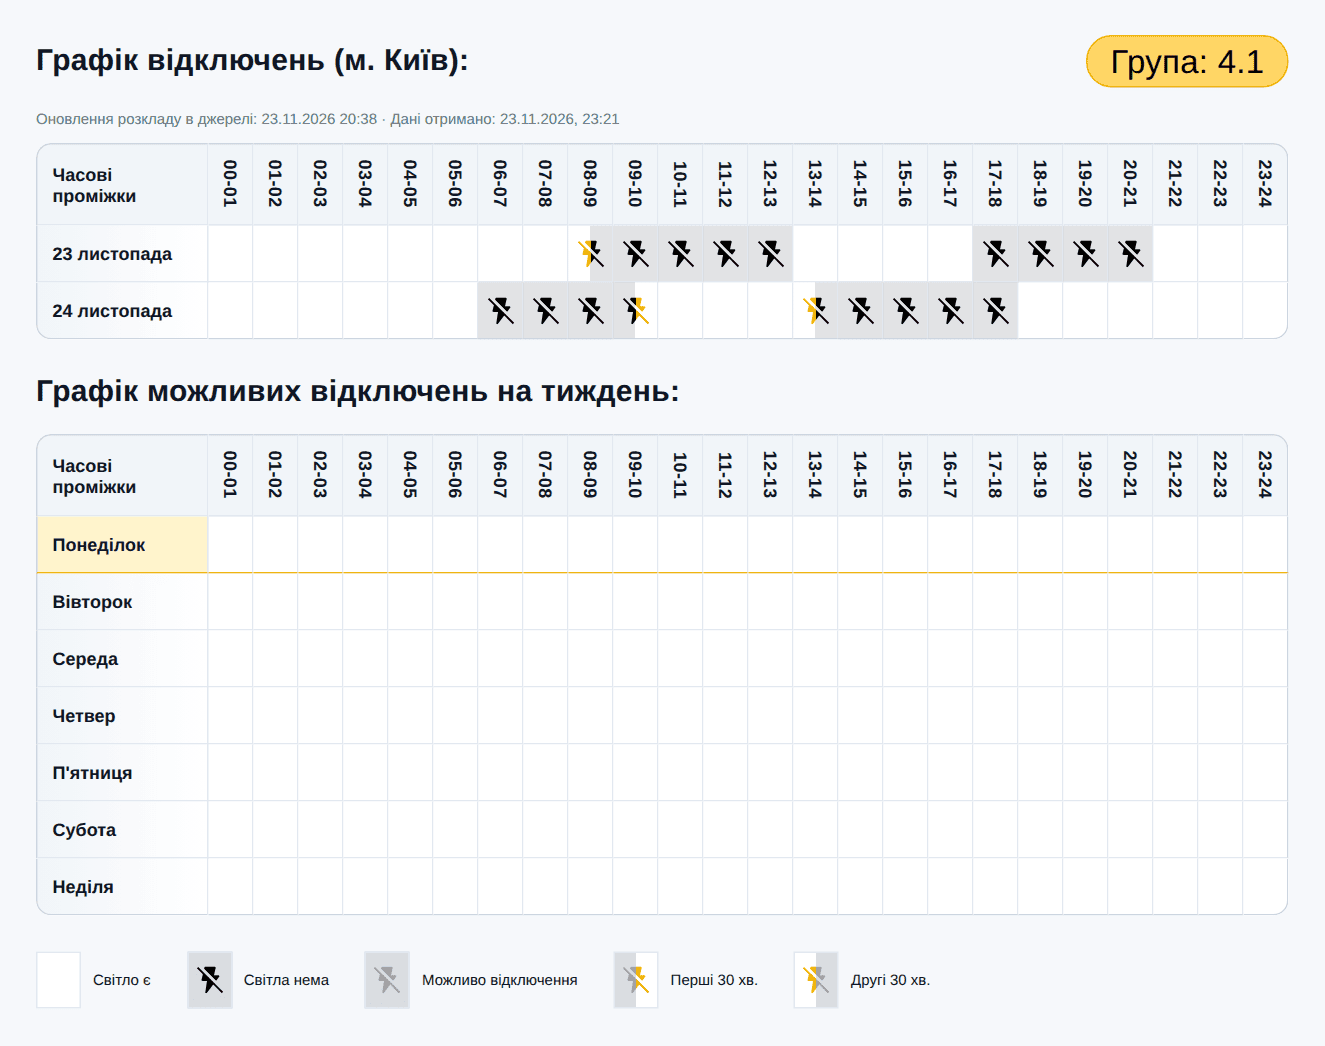 Графік відключень (м. Київ):
Група: 4.1
Оновлення розкладу в джерелі: 23.11.2026 20:38 · Дані отримано: 23.11.2026, 23:21
Часові проміжки 00-01 01-02 02-03 03-04 04-05 05-06 06-07 07-08 08-09 09-10 10-11 11-12 12-13 13-14 14-15 15-16 16-17 17-18 18-19 19-20 20-21 21-22 22-23 23-24
23 листопада
24 листопада
Графік можливих відключень на тиждень:
Часові проміжки 00-01 01-02 02-03 03-04 04-05 05-06 06-07 07-08 08-09 09-10 10-11 11-12 12-13 13-14 14-15 15-16 16-17 17-18 18-19 19-20 20-21 21-22 22-23 23-24
Понеділок
Вівторок
Середа
Четвер
П'ятниця
Субота
Неділя
Світло є Світла нема Можливо відключення Перші 30 хв. Другі 30 хв.